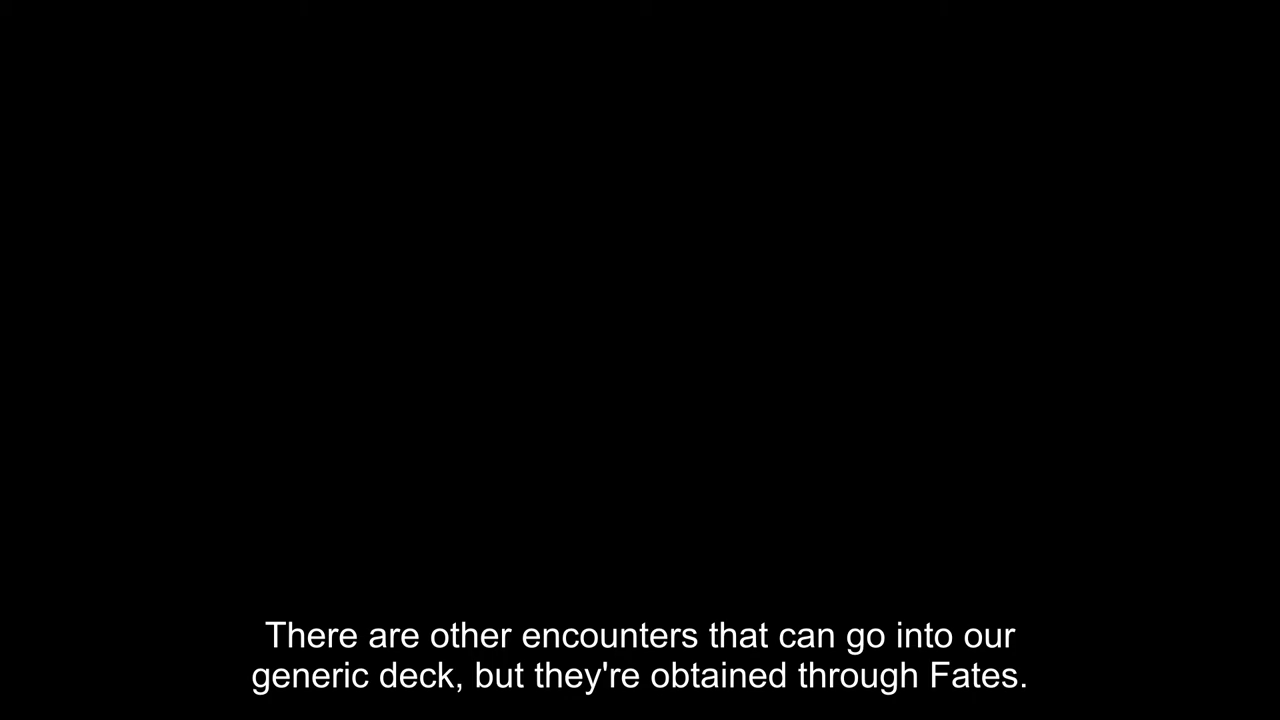 There are other encounters that can go into our
generic deck, but they're obtained through Fates.